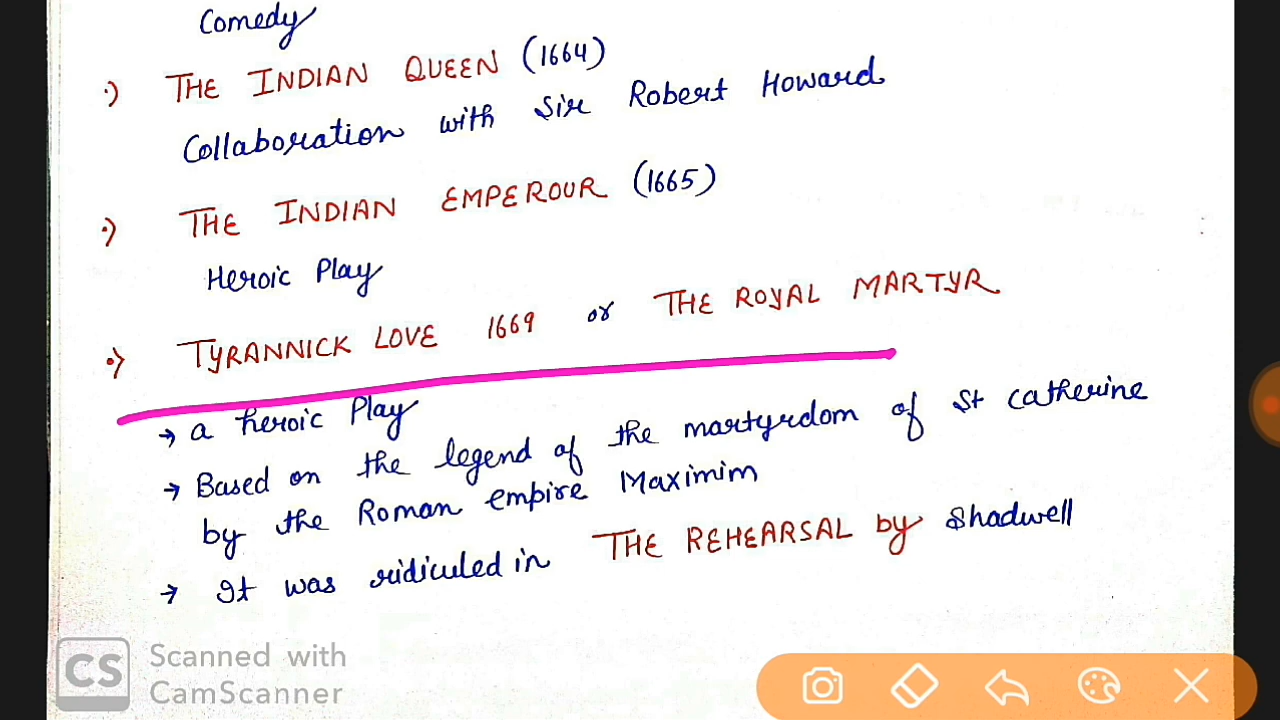 Comedy
·) THE INDIAN QUEEN (1664)
Collaboration with Sir Robert Howard
·) THE INDIAN EMPEROUR (1665)
Heroic Play
·) TYRANNICK LOVE 1669 or THE ROYAL MARTYR
→ a heroic Play
→ Based on the legend of the martyrdom of St Catherine
by the Roman empire Maximim
→ It was ridiculed in THE REHEARSAL by Shadwell
CS Scanned with
CamScanner